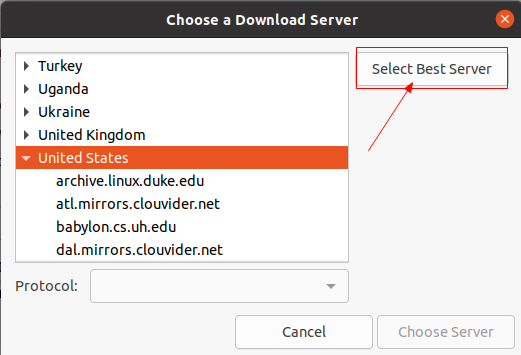 Choose a Download Server
Turkey
Uganda
Ukraine
United Kingdom
United States
archive.linux.duke.edu
atl.mirrors.clouvider.net
babylon.cs.uh.edu
dal.mirrors.clouvider.net
Select Best Server
Protocol:
Cancel
Choose Server